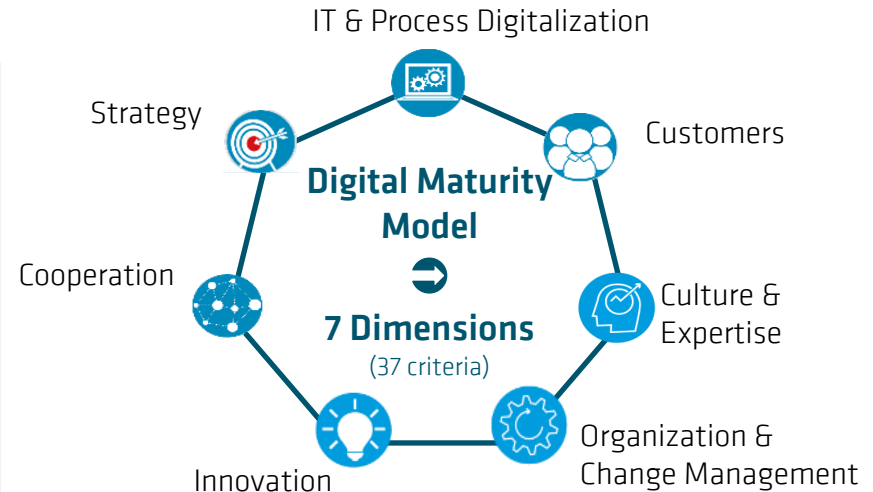 IT & Process Digitalization
Strategy
Customers
Digital Maturity
Model
Cooperation
Culture &
Expertise
7 Dimensions
(37 criteria)
Organization &
Change Management
Innovation